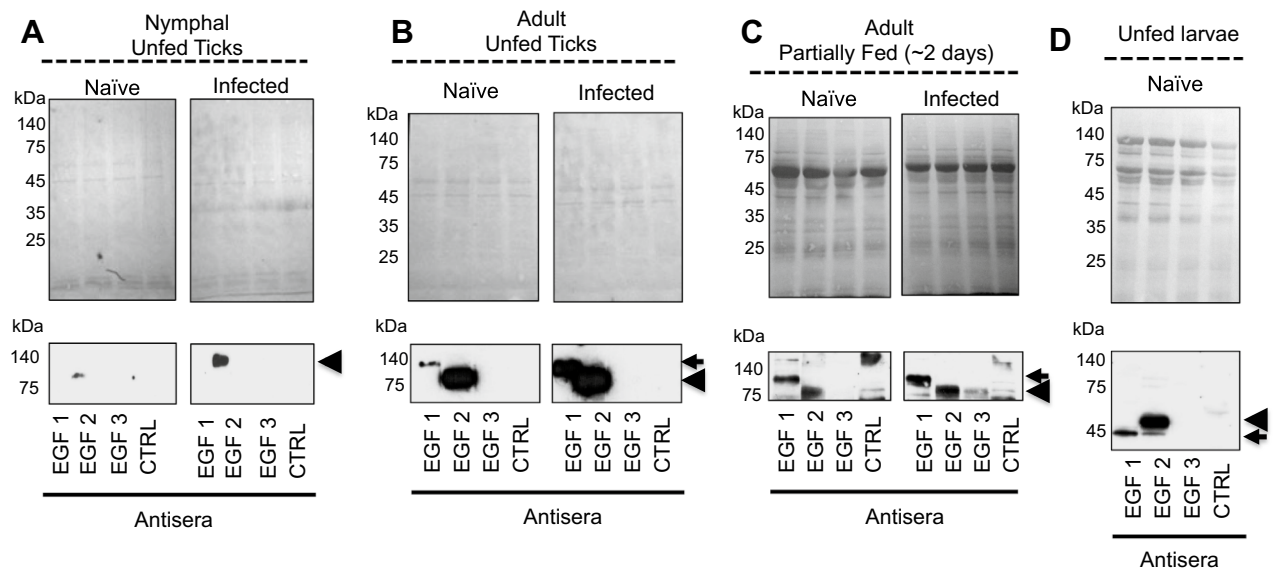 A
Nymphal
Unfed Ticks
Naïve
Infected
kDa
140
75
45
35
25
kDa
140
75
EGF 1
EGF 2
EGF 3
CTRL
EGF 1
EGF 2
EGF 3
CTRL
Antisera
B
Adult
Unfed Ticks
Naïve
Infected
kDa
140
75
45
35
25
kDa
140
75
EGF 1
EGF 2
EGF 3
CTRL
EGF 1
EGF 2
EGF 3
CTRL
Antisera
C
Adult
Partially Fed (~2 days)
Naïve
Infected
kDa
140
75
45
35
25
kDa
140
75
EGF 1
EGF 2
EGF 3
CTRL
EGF 1
EGF 2
EGF 3
CTRL
Antisera
D
Unfed larvae
Naïve
kDa
140
75
45
35
25
kDa
140
75
45
EGF 1
EGF 2
EGF 3
CTRL
Antisera